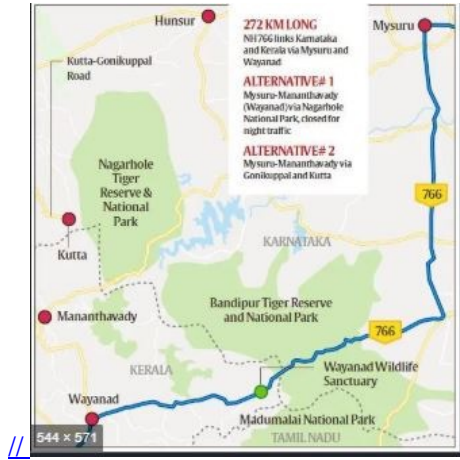 Hunsur
272 KM LONG
NH766 links Karnataka
and Kerala via Mysuru and
Wayanad
ALTERNATIVE# 1
Mysuru-Mananthavady
(Wayanad) via Nagarhole
National Park, closed for
night traffic
ALTERNATIVE# 2
Mysuru-Mananthavady via
Gonikuppal and Kutta
Mysuru
Kutta-Gonikuppal
Road
Nagarhole
Tiger
Reserve &
National
Park
766
Kutta
KARNATAKA
Mananthavady
Bandipur Tiger Reserve
and National Park
766
KERALA
Wayanad Wildlife
Sanctuary
Wayanad
Madumalai National Park
TAMIL NADU
// 544 × 571